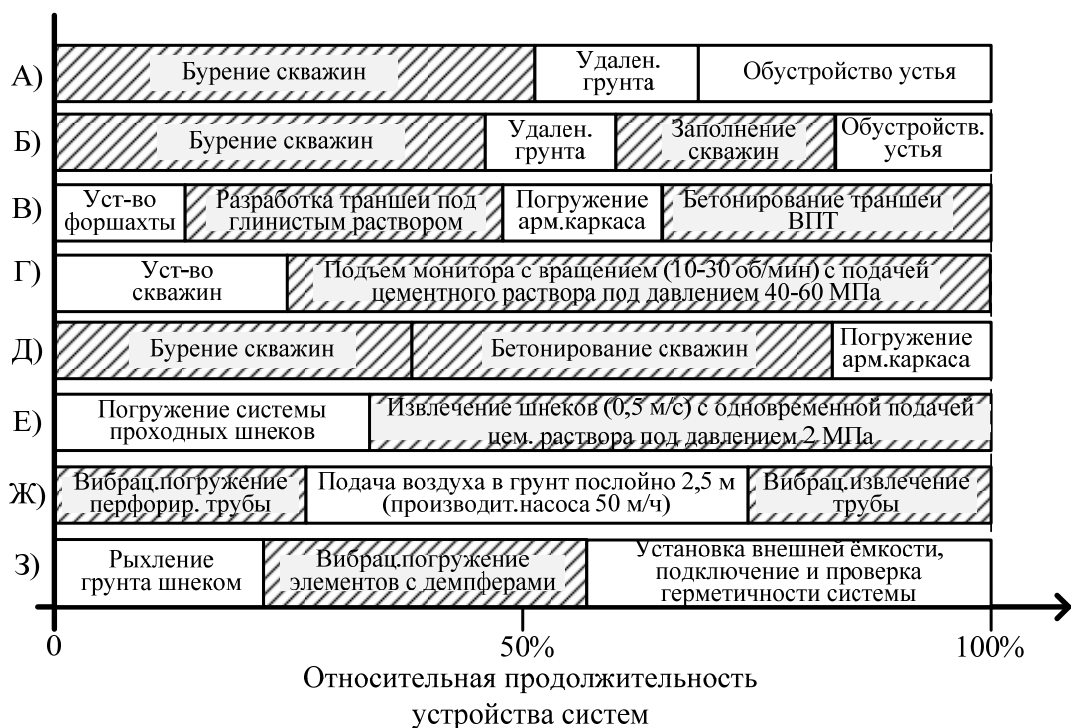 А)
Бурение скважин
Удален.
грунта
Обустройство устья
Б)
Бурение скважин
Удален.
грунта
Заполнение
скважин
Обустройств.
устья
В)
Уст-во
форшахты
Разработка траншеи под
глинистым раствором
Погружение
арм.каркаса
Бетонирование траншеи
ВПТ
Г)
Уст-во
скважин
Подъем монитора с вращением (10-30 об/мин) с подачей
цементного раствора под давлением 40-60 МПа
Д)
Бурение скважин
Бетонирование скважин
Погружение
арм.каркаса
Е)
Погружение системы
проходных шнеков
Извлечение шнеков (0,5 м/с) с одновременной подачей
цем. раствора под давлением 2 МПа
Ж)
Вибрац.погружение
перфорир. трубы
Подача воздуха в грунт послойно 2,5 м
(производит.насоса 50 м/ч)
Вибрац.извлечение
трубы
З)
Рыхление
грунта шнеком
Вибрац.погружение
элементов с демпферами
Установка внешней ёмкости,
подключение и проверка
герметичности системы
0
50%
100%
Относительная продолжительность
устройства систем